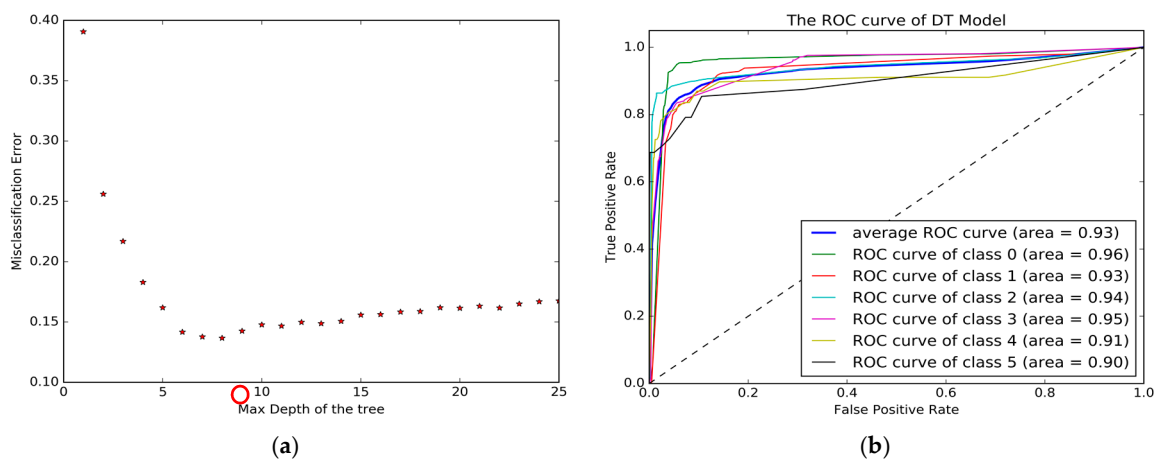 0.40
0.35
0.30
0.25
0.20
0.15
0.10
Misclassification Error
0 5 10 15 20 25
Max Depth of the tree
(a)
The ROC curve of DT Model
1.0
0.8
0.6
0.4
0.2
0.0
True Positive Rate
average ROC curve (area = 0.93)
ROC curve of class 0 (area = 0.96)
ROC curve of class 1 (area = 0.93)
ROC curve of class 2 (area = 0.94)
ROC curve of class 3 (area = 0.95)
ROC curve of class 4 (area = 0.91)
ROC curve of class 5 (area = 0.90)
0.0 0.2 0.4 0.6 0.8 1.0
False Positive Rate
(b)